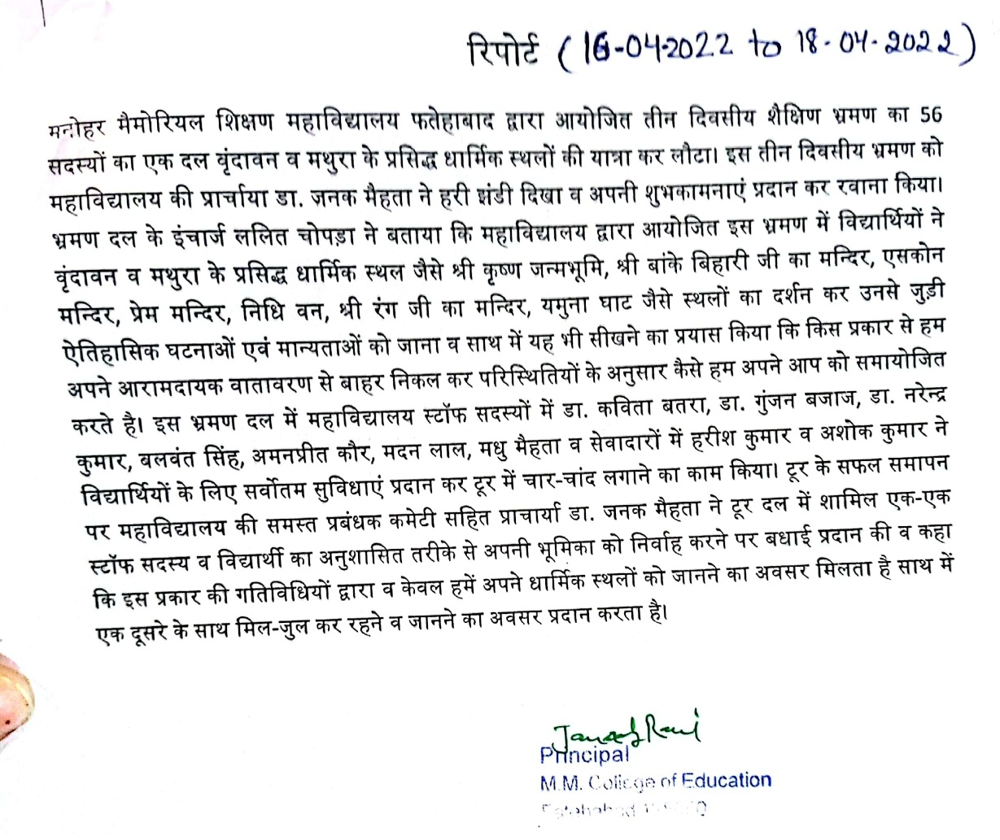 रिपोर्ट (16-04-2022 to 18-04-2022)
मनोहर मैमोरियल शिक्षण महाविद्यालय फतेहाबाद द्वारा आयोजित तीन दिवसीय शैक्षिण भ्रमण का 56
सदस्यों का एक दल वृंदावन व मथुरा के प्रसिद्ध धार्मिक स्थलों की यात्रा कर लौटा। इस तीन दिवसीय भ्रमण को
महाविद्यालय की प्रार्चाया डा. जनक मैहता ने हरी झंडी दिखा व अपनी शुभकामनाएं प्रदान कर रवाना किया।
भ्रमण दल के इंचार्ज ललित चोपड़ा ने बताया कि महाविद्यालय द्वारा आयोजित इस भ्रमण में विद्यार्थियों ने
वृंदावन व मथुरा के प्रसिद्ध धार्मिक स्थल जैसे श्री कृष्ण जन्मभूमि, श्री बांके बिहारी जी का मन्दिर, एसकोन
मन्दिर, प्रेम मन्दिर, निधि वन, श्री रंग जी का मन्दिर, यमुना घाट जैसे स्थलों का दर्शन कर उनसे जुड़ी
ऐतिहासिक घटनाओं एवं मान्यताओं को जाना व साथ में यह भी सीखने का प्रयास किया कि किस प्रकार से हम
अपने आरामदायक वातावरण से बाहर निकल कर परिस्थितियों के अनुसार कैसे हम अपने आप को समायोजित
करते है। इस भ्रमण दल में महाविद्यालय स्टॉफ सदस्यों में डा. कविता बतरा, डा. गुंजन बजाज, डा. नरेन्द्र
कुमार, बलवंत सिंह, अमनप्रीत कौर, मदन लाल, मधु मैहता व सेवादारों में हरीश कुमार व अशोक कुमार ने
विद्यार्थियों के लिए सर्वोतम सुविधाएं प्रदान कर टूर में चार-चांद लगाने का काम किया। टूर के सफल समापन
पर महाविद्यालय की समस्त प्रबंधक कमेटी सहित प्राचार्या डा. जनक मैहता ने टूर दल में शामिल एक-एक
स्टॉफ सदस्य व विद्यार्थी का अनुशासित तरीके से अपनी भूमिका को निर्वाह करने पर बधाई प्रदान की व कहा
कि इस प्रकार की गतिविधियों द्वारा व केवल हमें अपने धार्मिक स्थलों को जानने का अवसर मिलता है साथ में
एक दूसरे के साथ मिल-जुल कर रहने व जानने का अवसर प्रदान करता है।
Janak Rani
Principal
M.M. College of Education